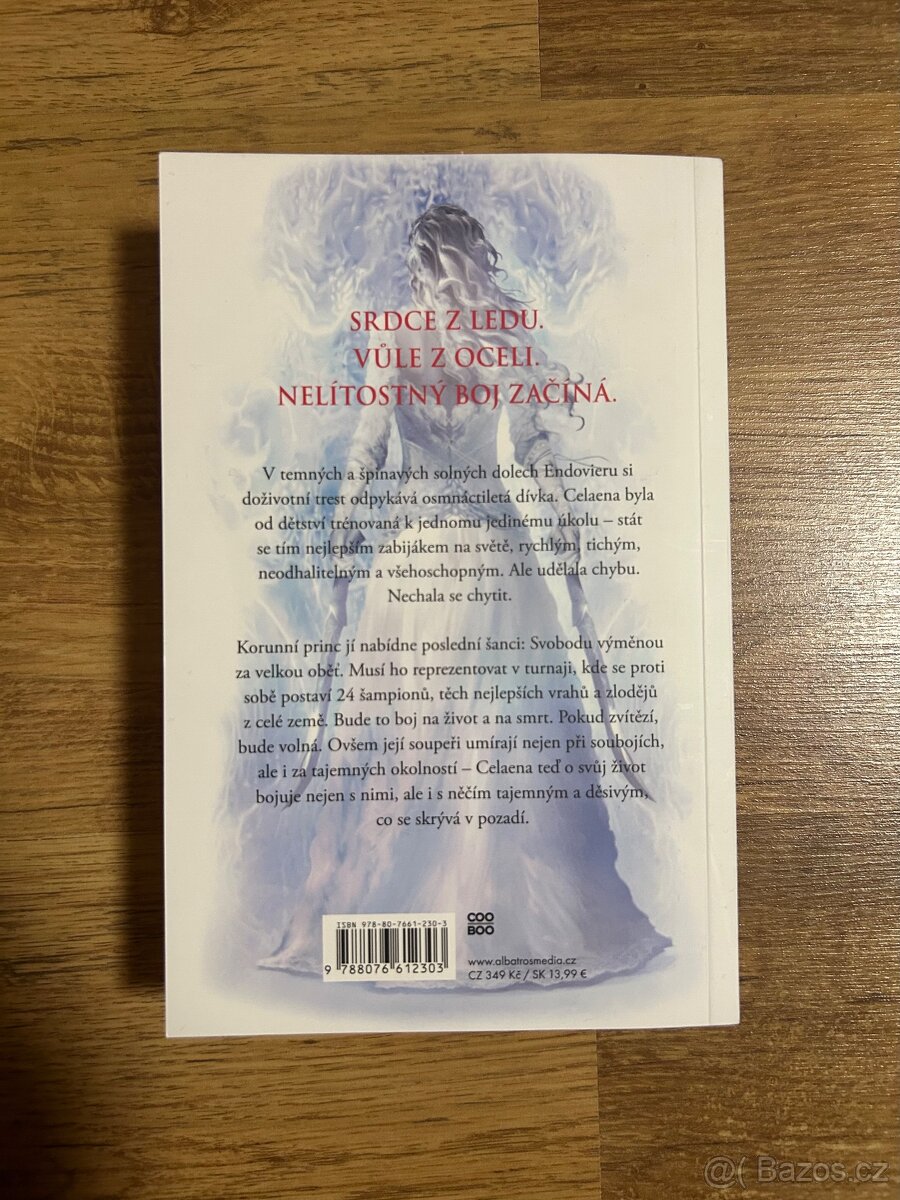 SRDCE Z LEDU.
VŮLE Z OCELI.
NELÍTOSTNÝ BOJ ZAČÍNÁ.
V temných a špinavých solných dolech Endovieru si
doživotní trest odpykává osmnáctiletá dívka. Celaena byla
od dětství trénovaná k jednomu jedinému úkolu – stát
se tím nejlepším zabijákem na světě, rychlým, tichým,
neodhalitelným a všehoschopným. Ale udělala chybu.
Nechala se chytit.
Korunní princ jí nabídne poslední šanci: Svobodu výměnou
za velkou oběť. Musí ho reprezentovat v turnaji, kde se proti
sobě postaví 24 šampionů, těch nejlepších vrahů a zlodějů
z celé země. Bude to boj na život a na smrt. Pokud zvítězí,
bude volná. Ovšem její soupeři umírají nejen při soubojích,
ale i za tajemných okolností – Celaena teď o svůj život
bojuje nejen s nimi, ale i s něčím tajemným a děsivým,
co se skrývá v pozadí.
ISBN 978-80-7661-230-3
9 788076 612303
COO
BOO
www.albatrosmedia.cz
CZ 349 Kč / SK 13,99 €
@( Bazos.cz